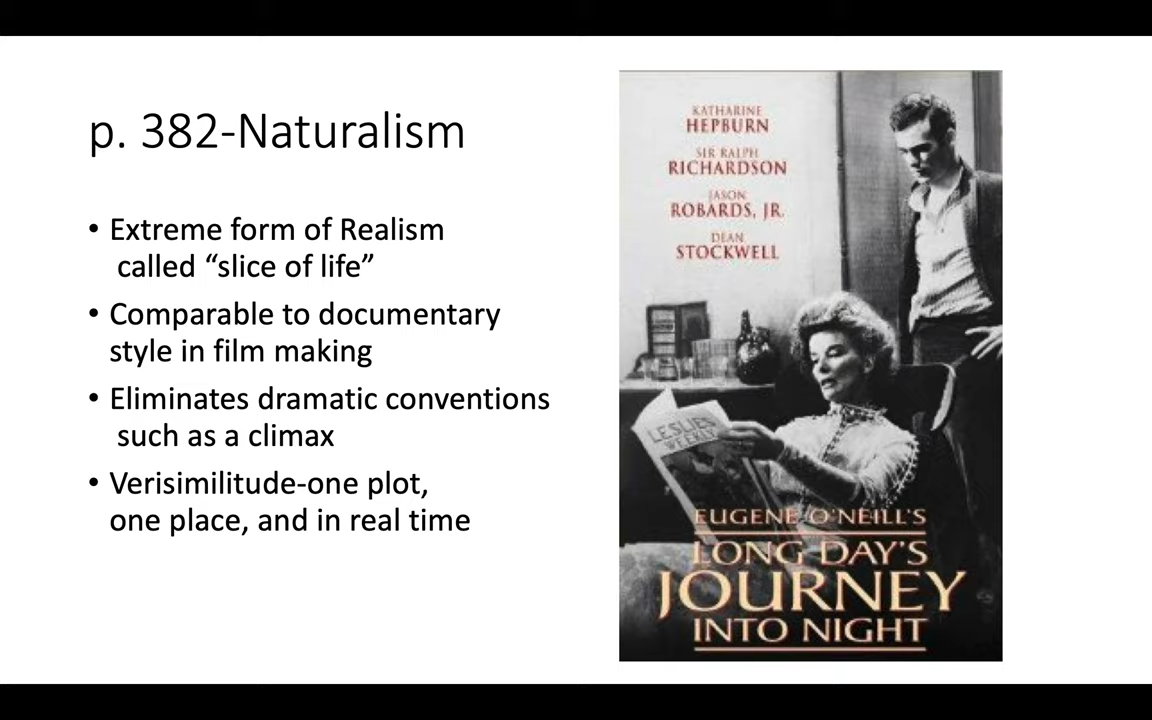 p. 382-Naturalism
• Extreme form of Realism
called “slice of life”
• Comparable to documentary
style in film making
• Eliminates dramatic conventions
such as a climax
• Verisimilitude-one plot,
one place, and in real time
KATHARINE
HEPBURN
SIR RALPH
RICHARDSON
JASON
ROBARDS, JR.
DEAN
STOCKWELL
LESLIE'S
WEEKLY
EUGENE O'NEILL'S
LONG DAY'S
JOURNEY
INTO NIGHT